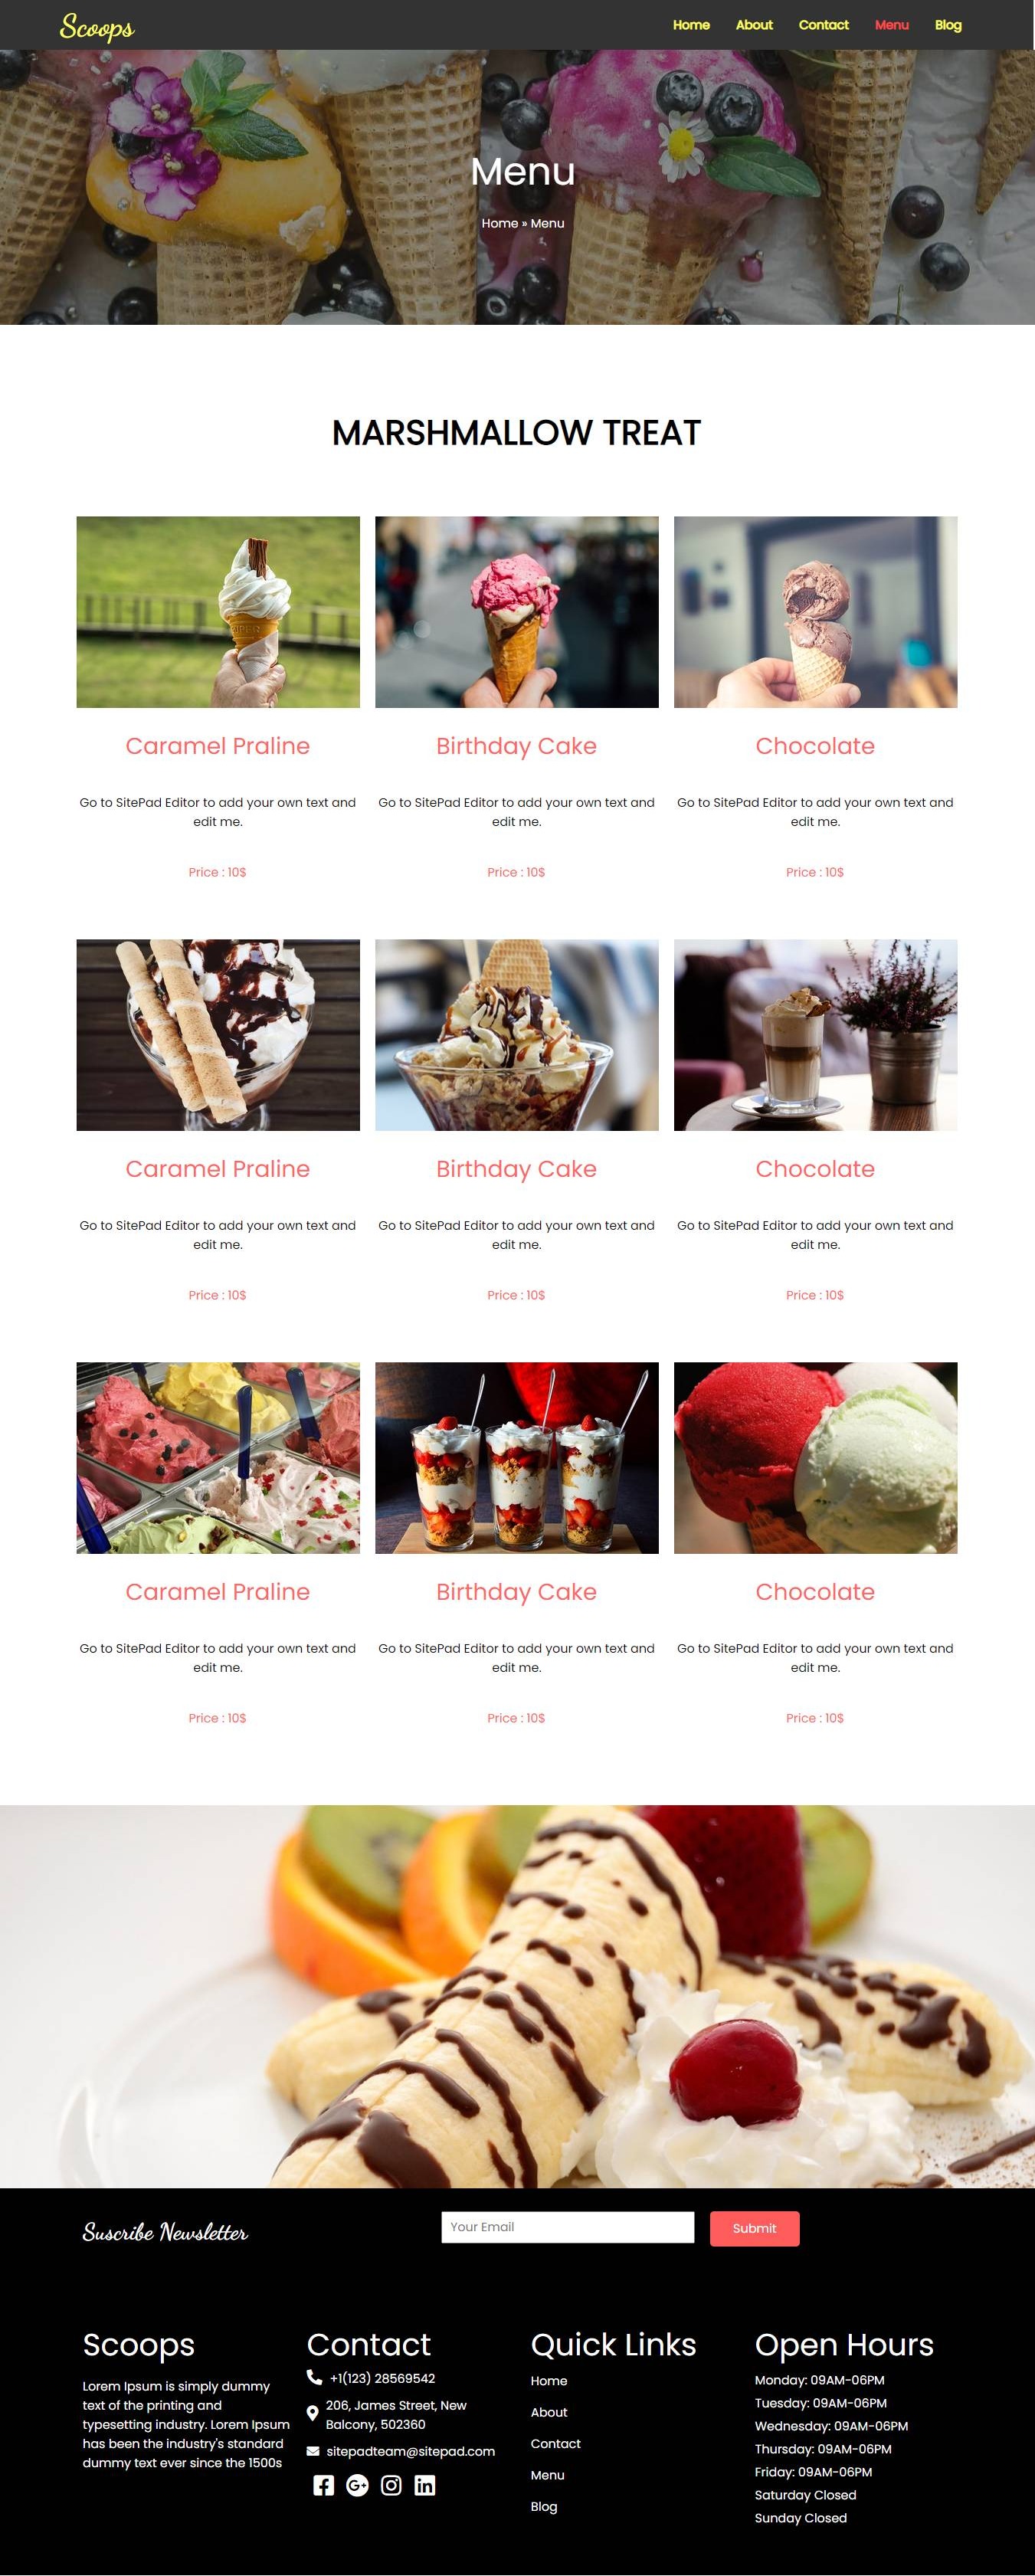 Scoops
Home About Contact Menu Blog
Menu
Home » Menu
MARSHMALLOW TREAT
Caramel Praline
Go to SitePad Editor to add your own text and
edit me.
Price : 10$
Birthday Cake
Go to SitePad Editor to add your own text and
edit me.
Price : 10$
Chocolate
Go to SitePad Editor to add your own text and
edit me.
Price : 10$
Caramel Praline
Go to SitePad Editor to add your own text and
edit me.
Price : 10$
Birthday Cake
Go to SitePad Editor to add your own text and
edit me.
Price : 10$
Chocolate
Go to SitePad Editor to add your own text and
edit me.
Price : 10$
Caramel Praline
Go to SitePad Editor to add your own text and
edit me.
Price : 10$
Birthday Cake
Go to SitePad Editor to add your own text and
edit me.
Price : 10$
Chocolate
Go to SitePad Editor to add your own text and
edit me.
Price : 10$
Suscribe Newsletter
Your Email
Submit
Scoops
Lorem Ipsum is simply dummy
text of the printing and
typesetting industry. Lorem Ipsum
has been the industry's standard
dummy text ever since the 1500s
Contact
+1(123) 28569542
206, James Street, New
Balcony, 502360
sitepadteam@sitepad.com
Quick Links
Home
About
Contact
Menu
Blog
Open Hours
Monday: 09AM-06PM
Tuesday: 09AM-06PM
Wednesday: 09AM-06PM
Thursday: 09AM-06PM
Friday: 09AM-06PM
Saturday Closed
Sunday Closed